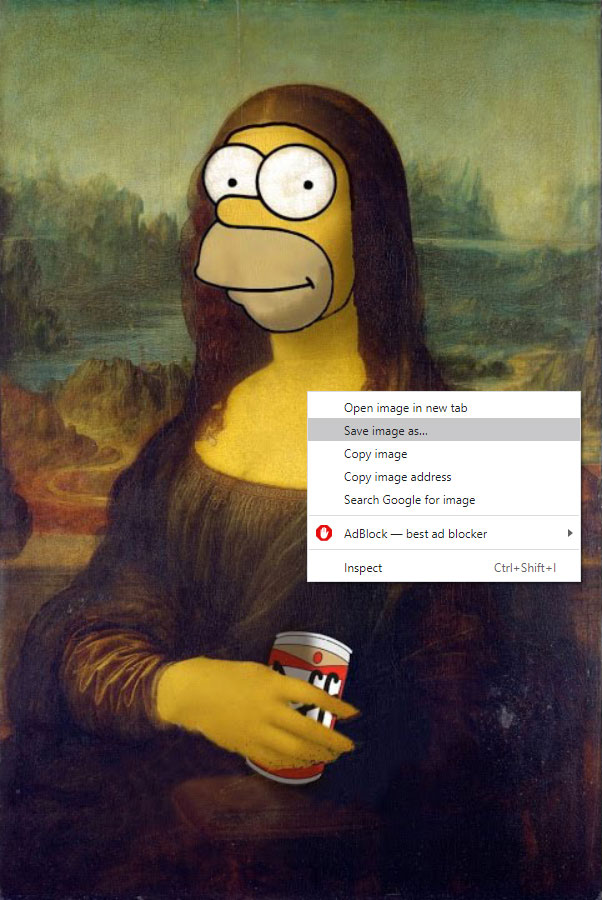 Open image in new tab
Save image as...
Copy image
Copy image address
Search Google for image
AdBlock — best ad blocker
Inspect Ctrl+Shift+I